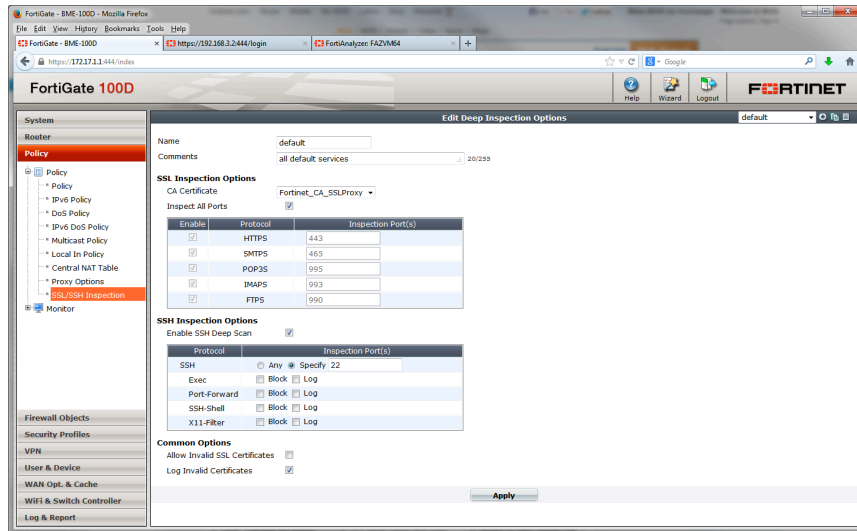 FortiGate - BME-100D - Mozilla Firefox
File Edit View History Bookmarks Tools Help
FortiGate - BME-100D × https://192.168.3.2:444/login × FortiAnalyzer FAZVM64 × +
https://172.17.1.1:444/index Google
FortiGate 100D Help Wizard Logout FORTINET
System
Router
Policy
Policy
Policy
IPv6 Policy
DoS Policy
IPv6 DoS Policy
Multicast Policy
Local In Policy
Central NAT Table
Proxy Options
SSL/SSH Inspection
Monitor
Firewall Objects
Security Profiles
VPN
User & Device
WAN Opt. & Cache
WiFi & Switch Controller
Log & Report
Edit Deep Inspection Options default
Name default
Comments all default services 20/255
SSL Inspection Options
CA Certificate Fortinet_CA_SSLProxy
Inspect All Ports
Enable Protocol Inspection Port(s)
HTTPS 443
SMTPS 465
POP3S 995
IMAPS 993
FTPS 990
SSH Inspection Options
Enable SSH Deep Scan
Protocol Inspection Port(s)
SSH Any Specify 22
Exec Block Log
Port-Forward Block Log
SSH-Shell Block Log
X11-Filter Block Log
Common Options
Allow Invalid SSL Certificates
Log Invalid Certificates
Apply